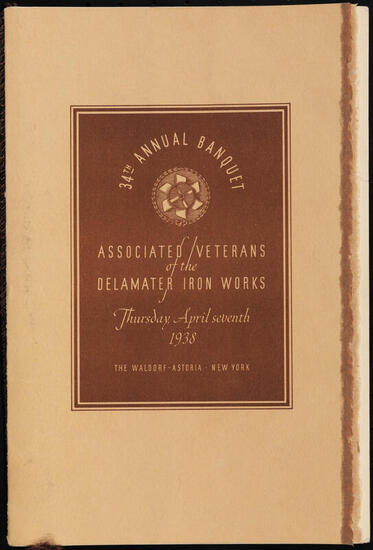 34TH ANNUAL BANQUET
ASSOCIATED VETERANS
of the
DELAMATER IRON WORKS
Thursday, April seventh
1938
THE WALDORF-ASTORIA · NEW YORK